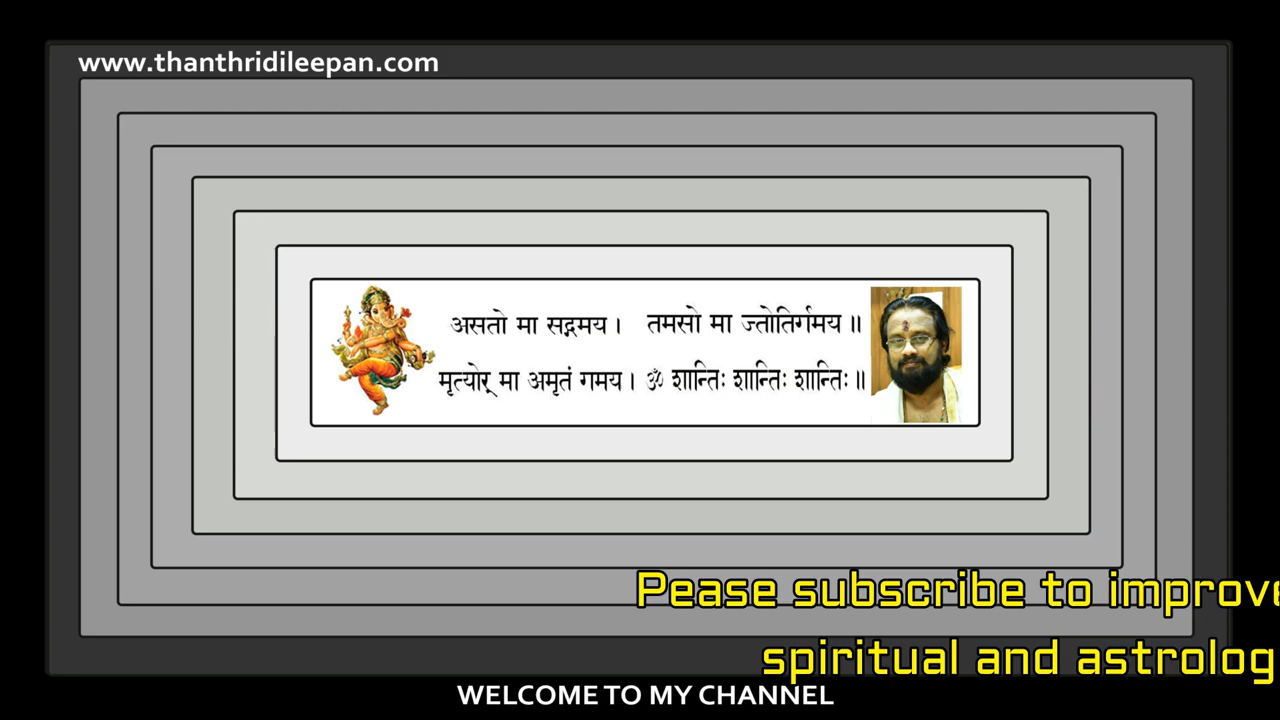 www.thanthridileepan.com
असतो मा सद्गमय। तमसो मा ज्तोतिर्गमय॥
मृत्योर् मा अमृतं गमय। ॐ शान्तिः शान्तिः शान्तिः॥
Pease subscribe to improve
spiritual and astrolog
WELCOME TO MY CHANNEL